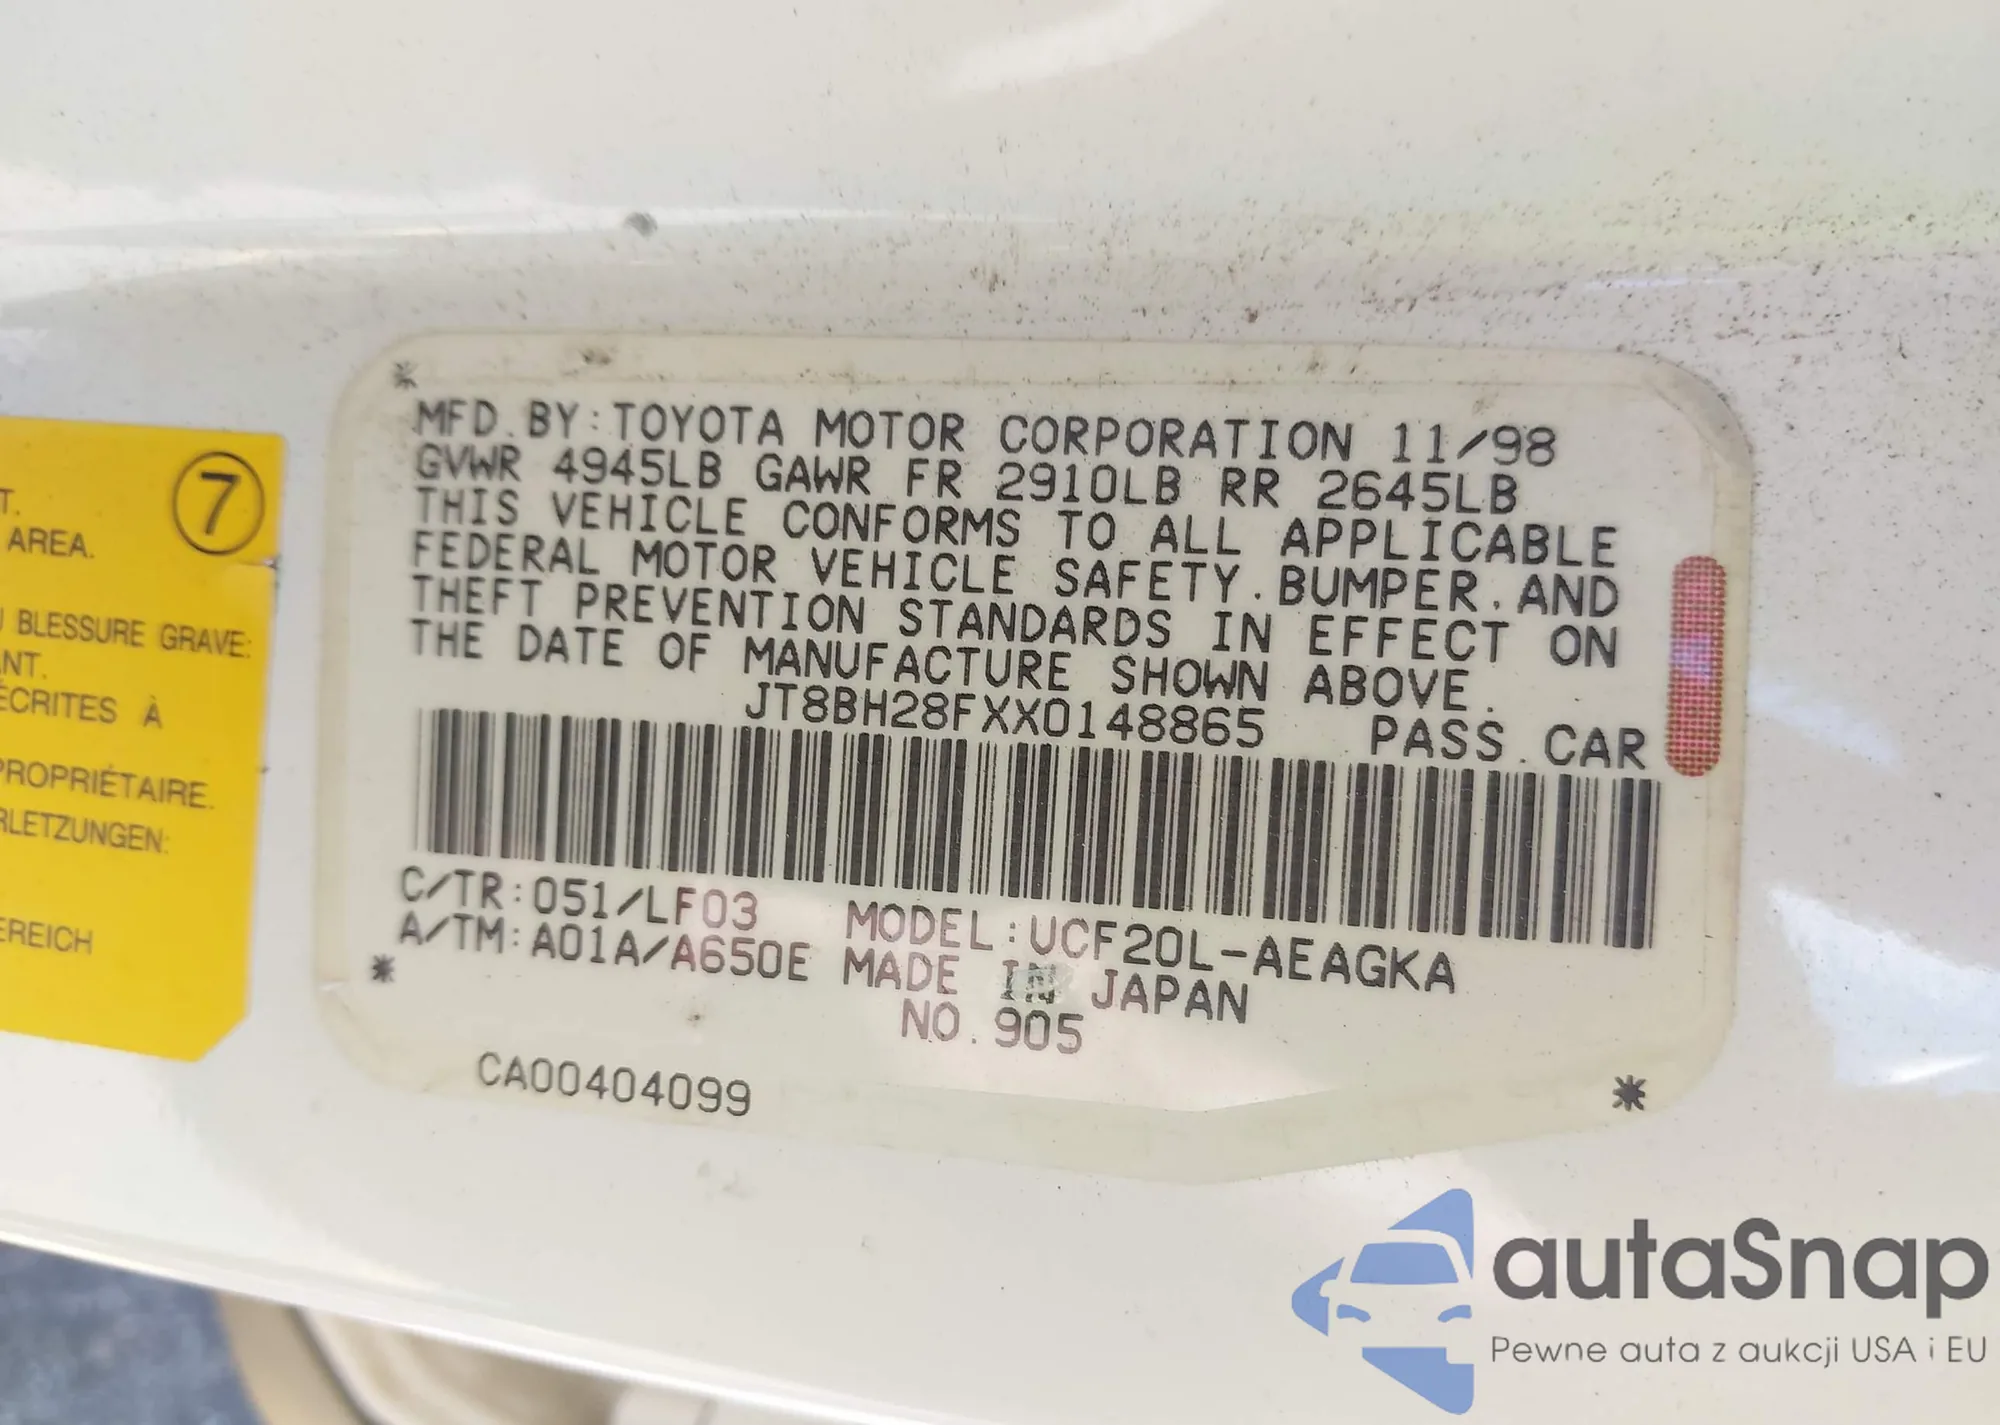 MFD.BY:TOYOTA MOTOR CORPORATION 11/98
GVWR 4945LB GAWR FR 2910LB RR 2645LB
THIS VEHICLE CONFORMS TO ALL APPLICABLE
FEDERAL MOTOR VEHICLE SAFETY.BUMPER.AND
THEFT PREVENTION STANDARDS IN EFFECT ON
THE DATE OF MANUFACTURE SHOWN ABOVE.
JT8BH28FXX0148865 PASS.CAR
C/TR:051/LF03 MODEL:UCF20L-AEAGKA
A/TM:A01A/A650E MADE IN JAPAN
NO.905
CA00404099
7
T.
AREA.
BLESSURE GRAVE:
ANT.
ÉCRITES À
PROPRIÉTAIRE.
RLETZUNGEN:
EREICH
autaSnap
Pewne auta z aukcji USA i EU